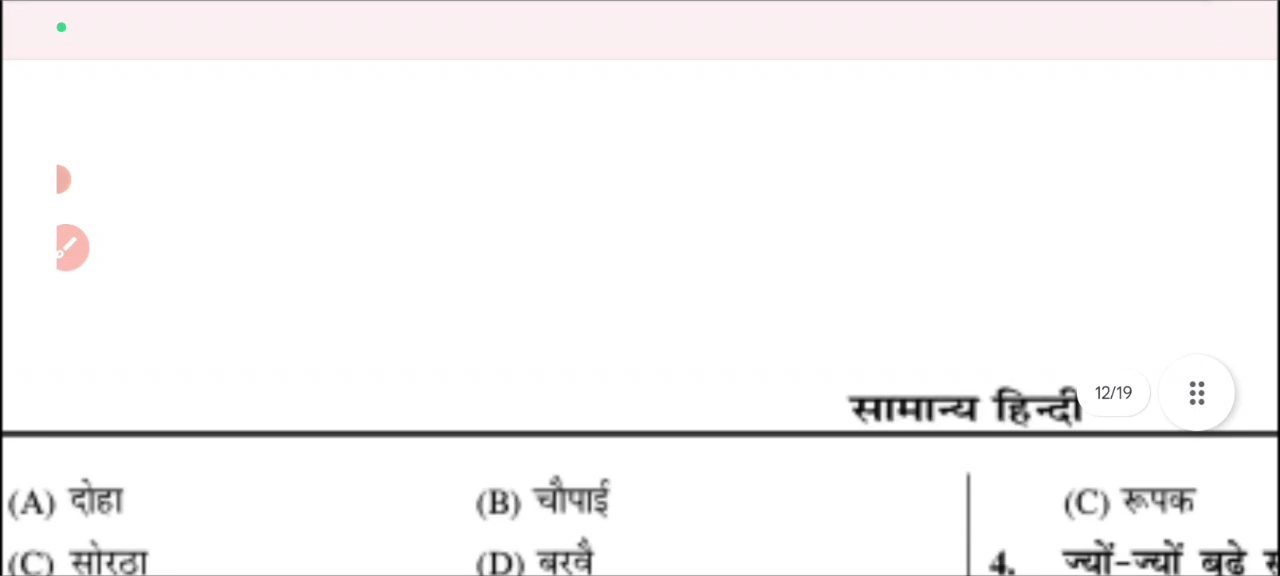 12/19
सामान्य हिन्दी
(A) दोहा
(B) चौपाई
(C) सोरठा
(D) बरवै
(C) रूपक
4. ज्यों-ज्यों बढ़े